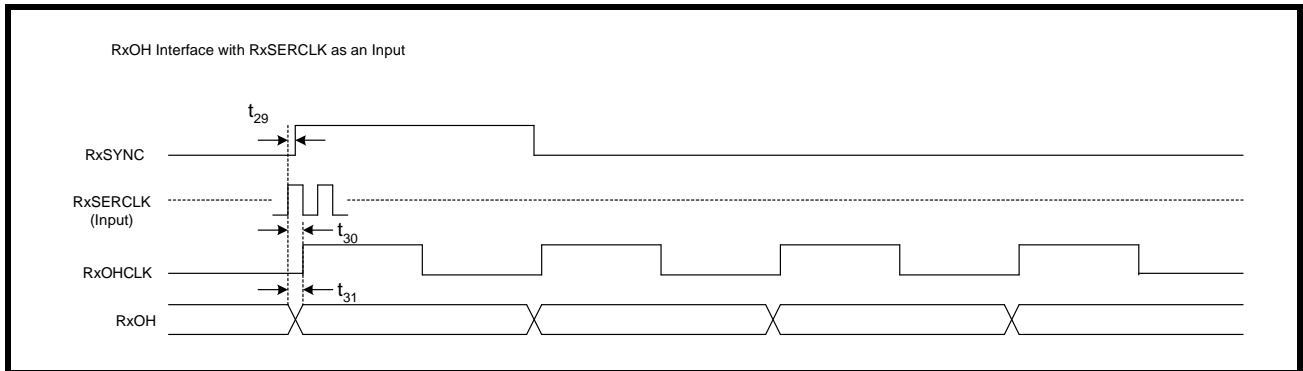 RxOH Interface with RxSERCLK as an Input
t29
RxSYNC
RxSERCLK
(Input)
t30
RxOHCLK
t31
RxOH